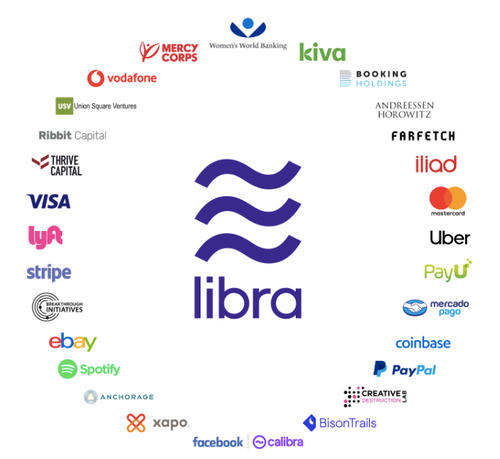 Women's World Banking
MERCY
CORPS
kiva
vodafone
BOOKING
HOLDINGS
USV Union Square Ventures
ANDREESSEN
HOROWITZ
Ribbit Capital
FARFETCH
THRIVE
CAPITAL
iliad
VISA
mastercard
lyft
Uber
stripe
PayU
BREAKTHROUGH
INITIATIVES
mercado
pago
libra
ebay
coinbase
Spotify
PayPal
ANCHORAGE
CREATIVE
DESTRUCTION
LAB
xapo
BisonTrails
facebook
calibra